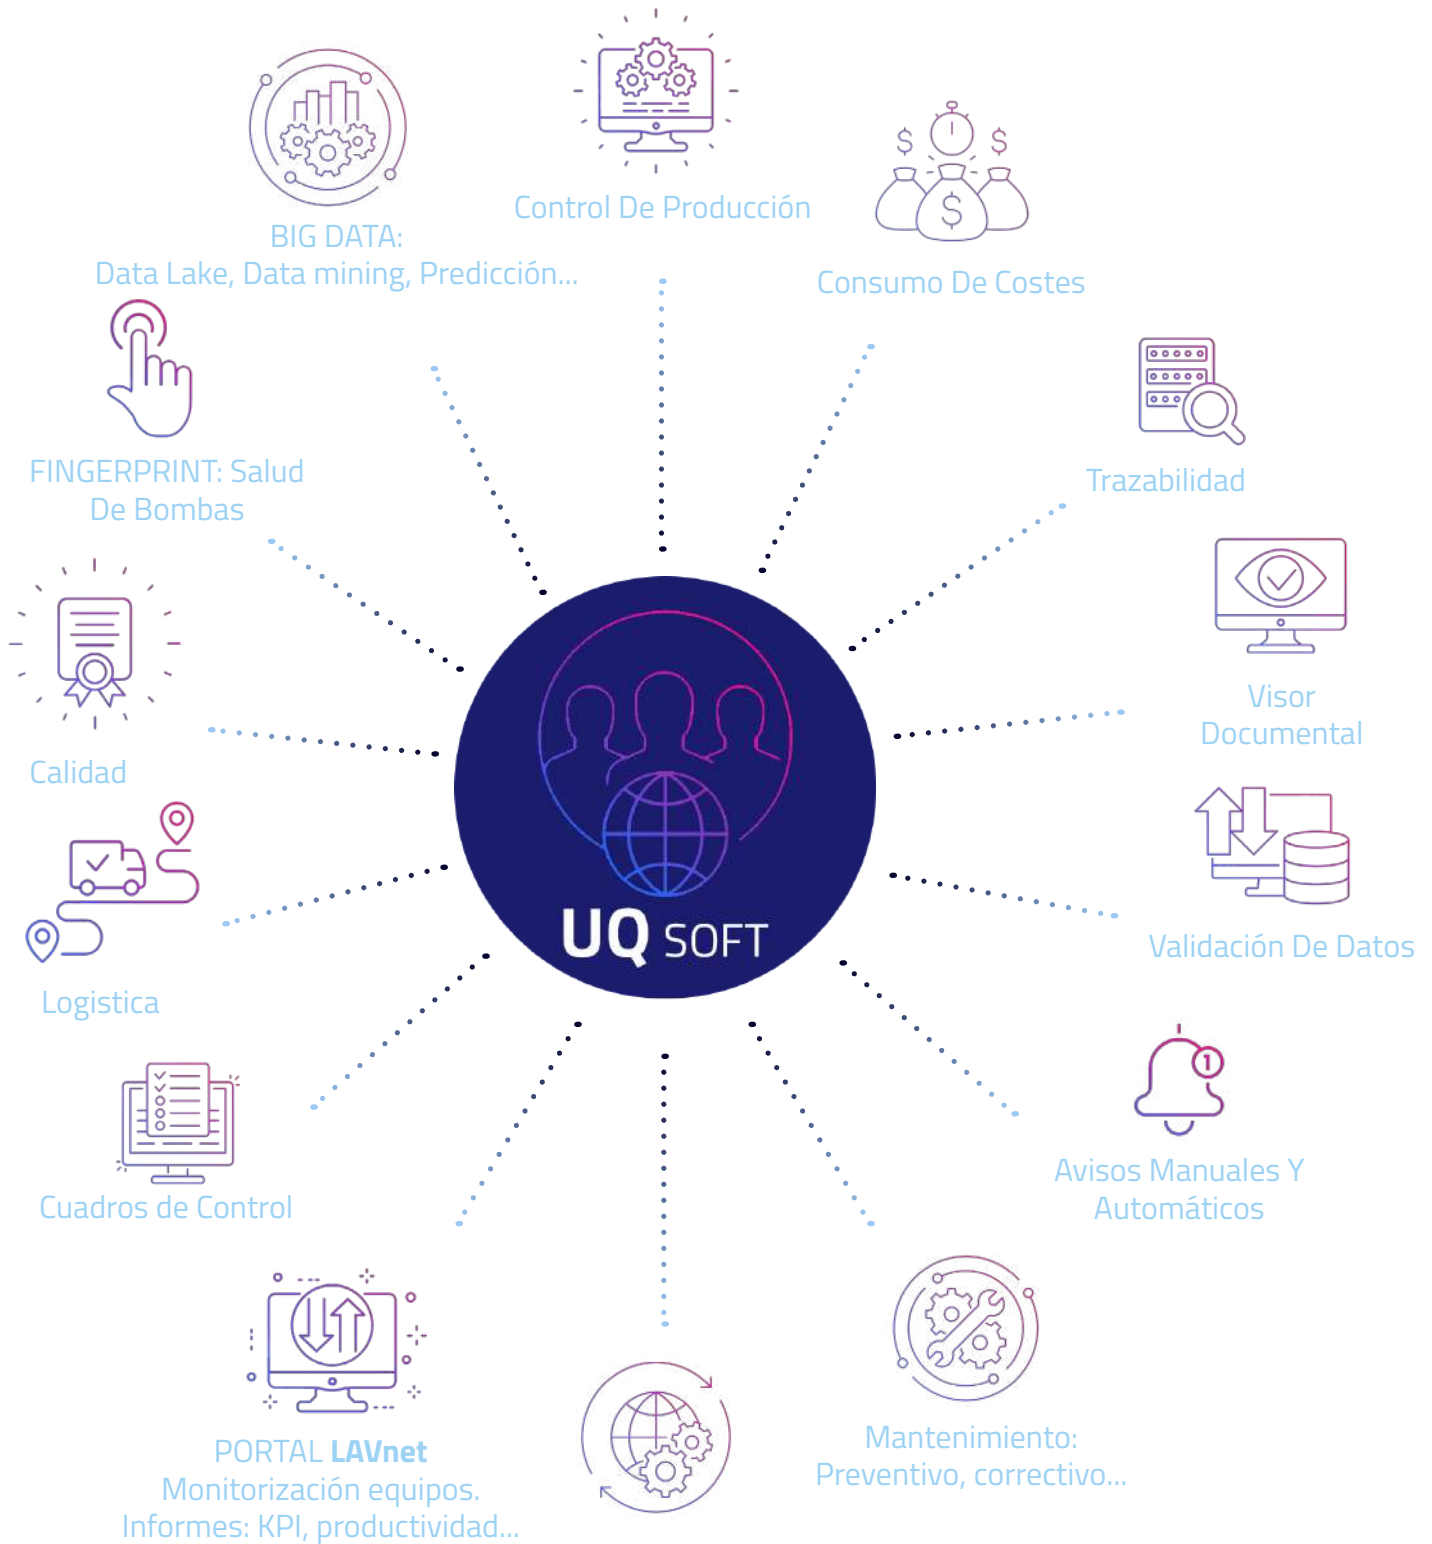 Control De Producción
BIG DATA:
Data Lake, Data mining, Predicción...
Consumo De Costes
FINGERPRINT: Salud
De Bombas
Trazabilidad
Visor
Documental
Calidad
UQ SOFT
Validación De Datos
Logistica
1
Avisos Manuales Y
Automáticos
Cuadros de Control
PORTAL LAVnet
Monitorización equipos.
Informes: KPI, productividad...
Mantenimiento:
Preventivo, correctivo...
$ $
$